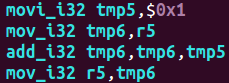 movi_i32 tmp5,$0x1
mov_i32 tmp6,r5
add_i32 tmp6,tmp6,tmp5
mov_i32 r5,tmp6